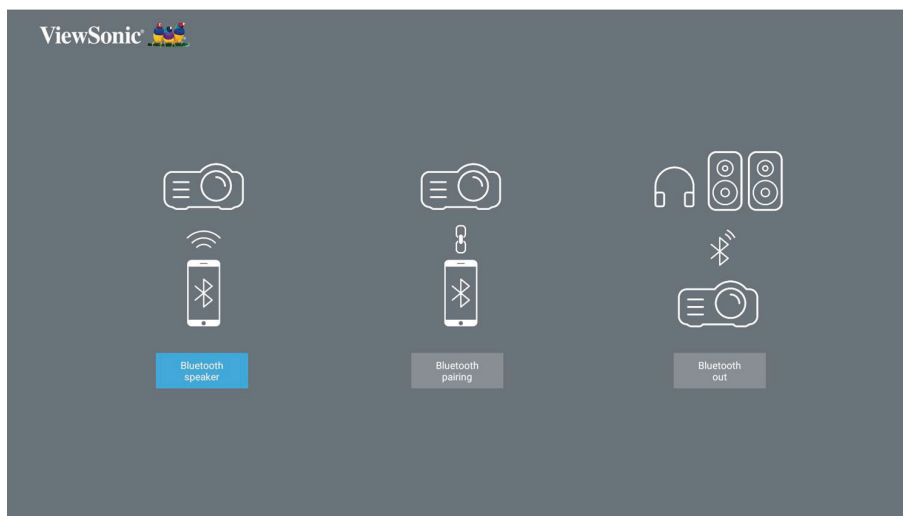 ViewSonic®
Bluetooth
speaker
Bluetooth
pairing
Bluetooth
out